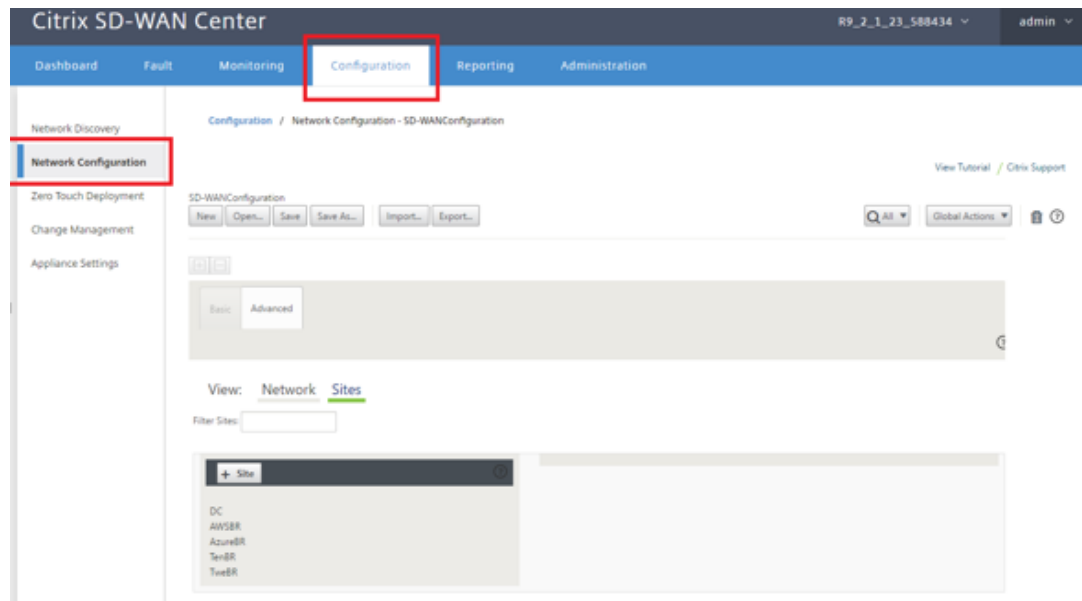 Citrix SD-WAN Center
R9_2_1_23_588434
admin
Dashboard Fault Monitoring Configuration Reporting Administration
Network Discovery
Network Configuration
Zero Touch Deployment
Change Management
Appliance Settings
Configuration / Network Configuration - SD-WANConfiguration
View Tutorial / Citrix Support
SD-WANConfiguration
New Open... Save Save As... Import... Export... All Global Actions
Basic Advanced
View: Network Sites
Filter Sites:
+ Site
DC
AWSBR
AzureBR
TenBR
TweBR